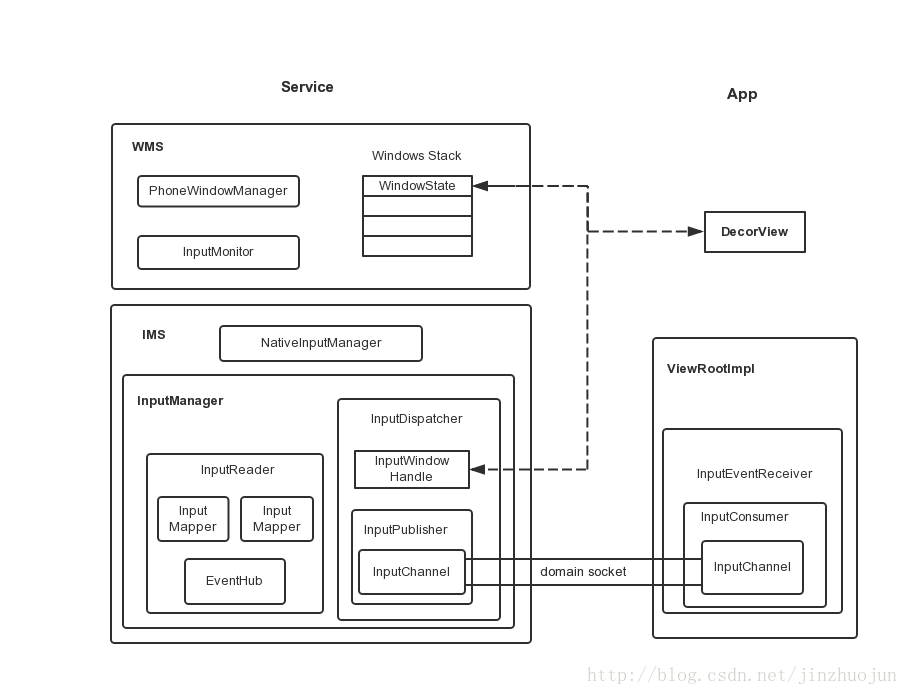 Service
App
WMS
Windows Stack
PhoneWindowManager
WindowState
InputMonitor
DecorView
IMS
NativeInputManager
InputManager
InputDispatcher
InputWindow
Handle
InputReader
Input
Mapper
Input
Mapper
EventHub
InputPublisher
InputChannel
domain socket
ViewRootImpl
InputEventReceiver
InputConsumer
InputChannel
http://blog.csdn.net/jinzhuojun